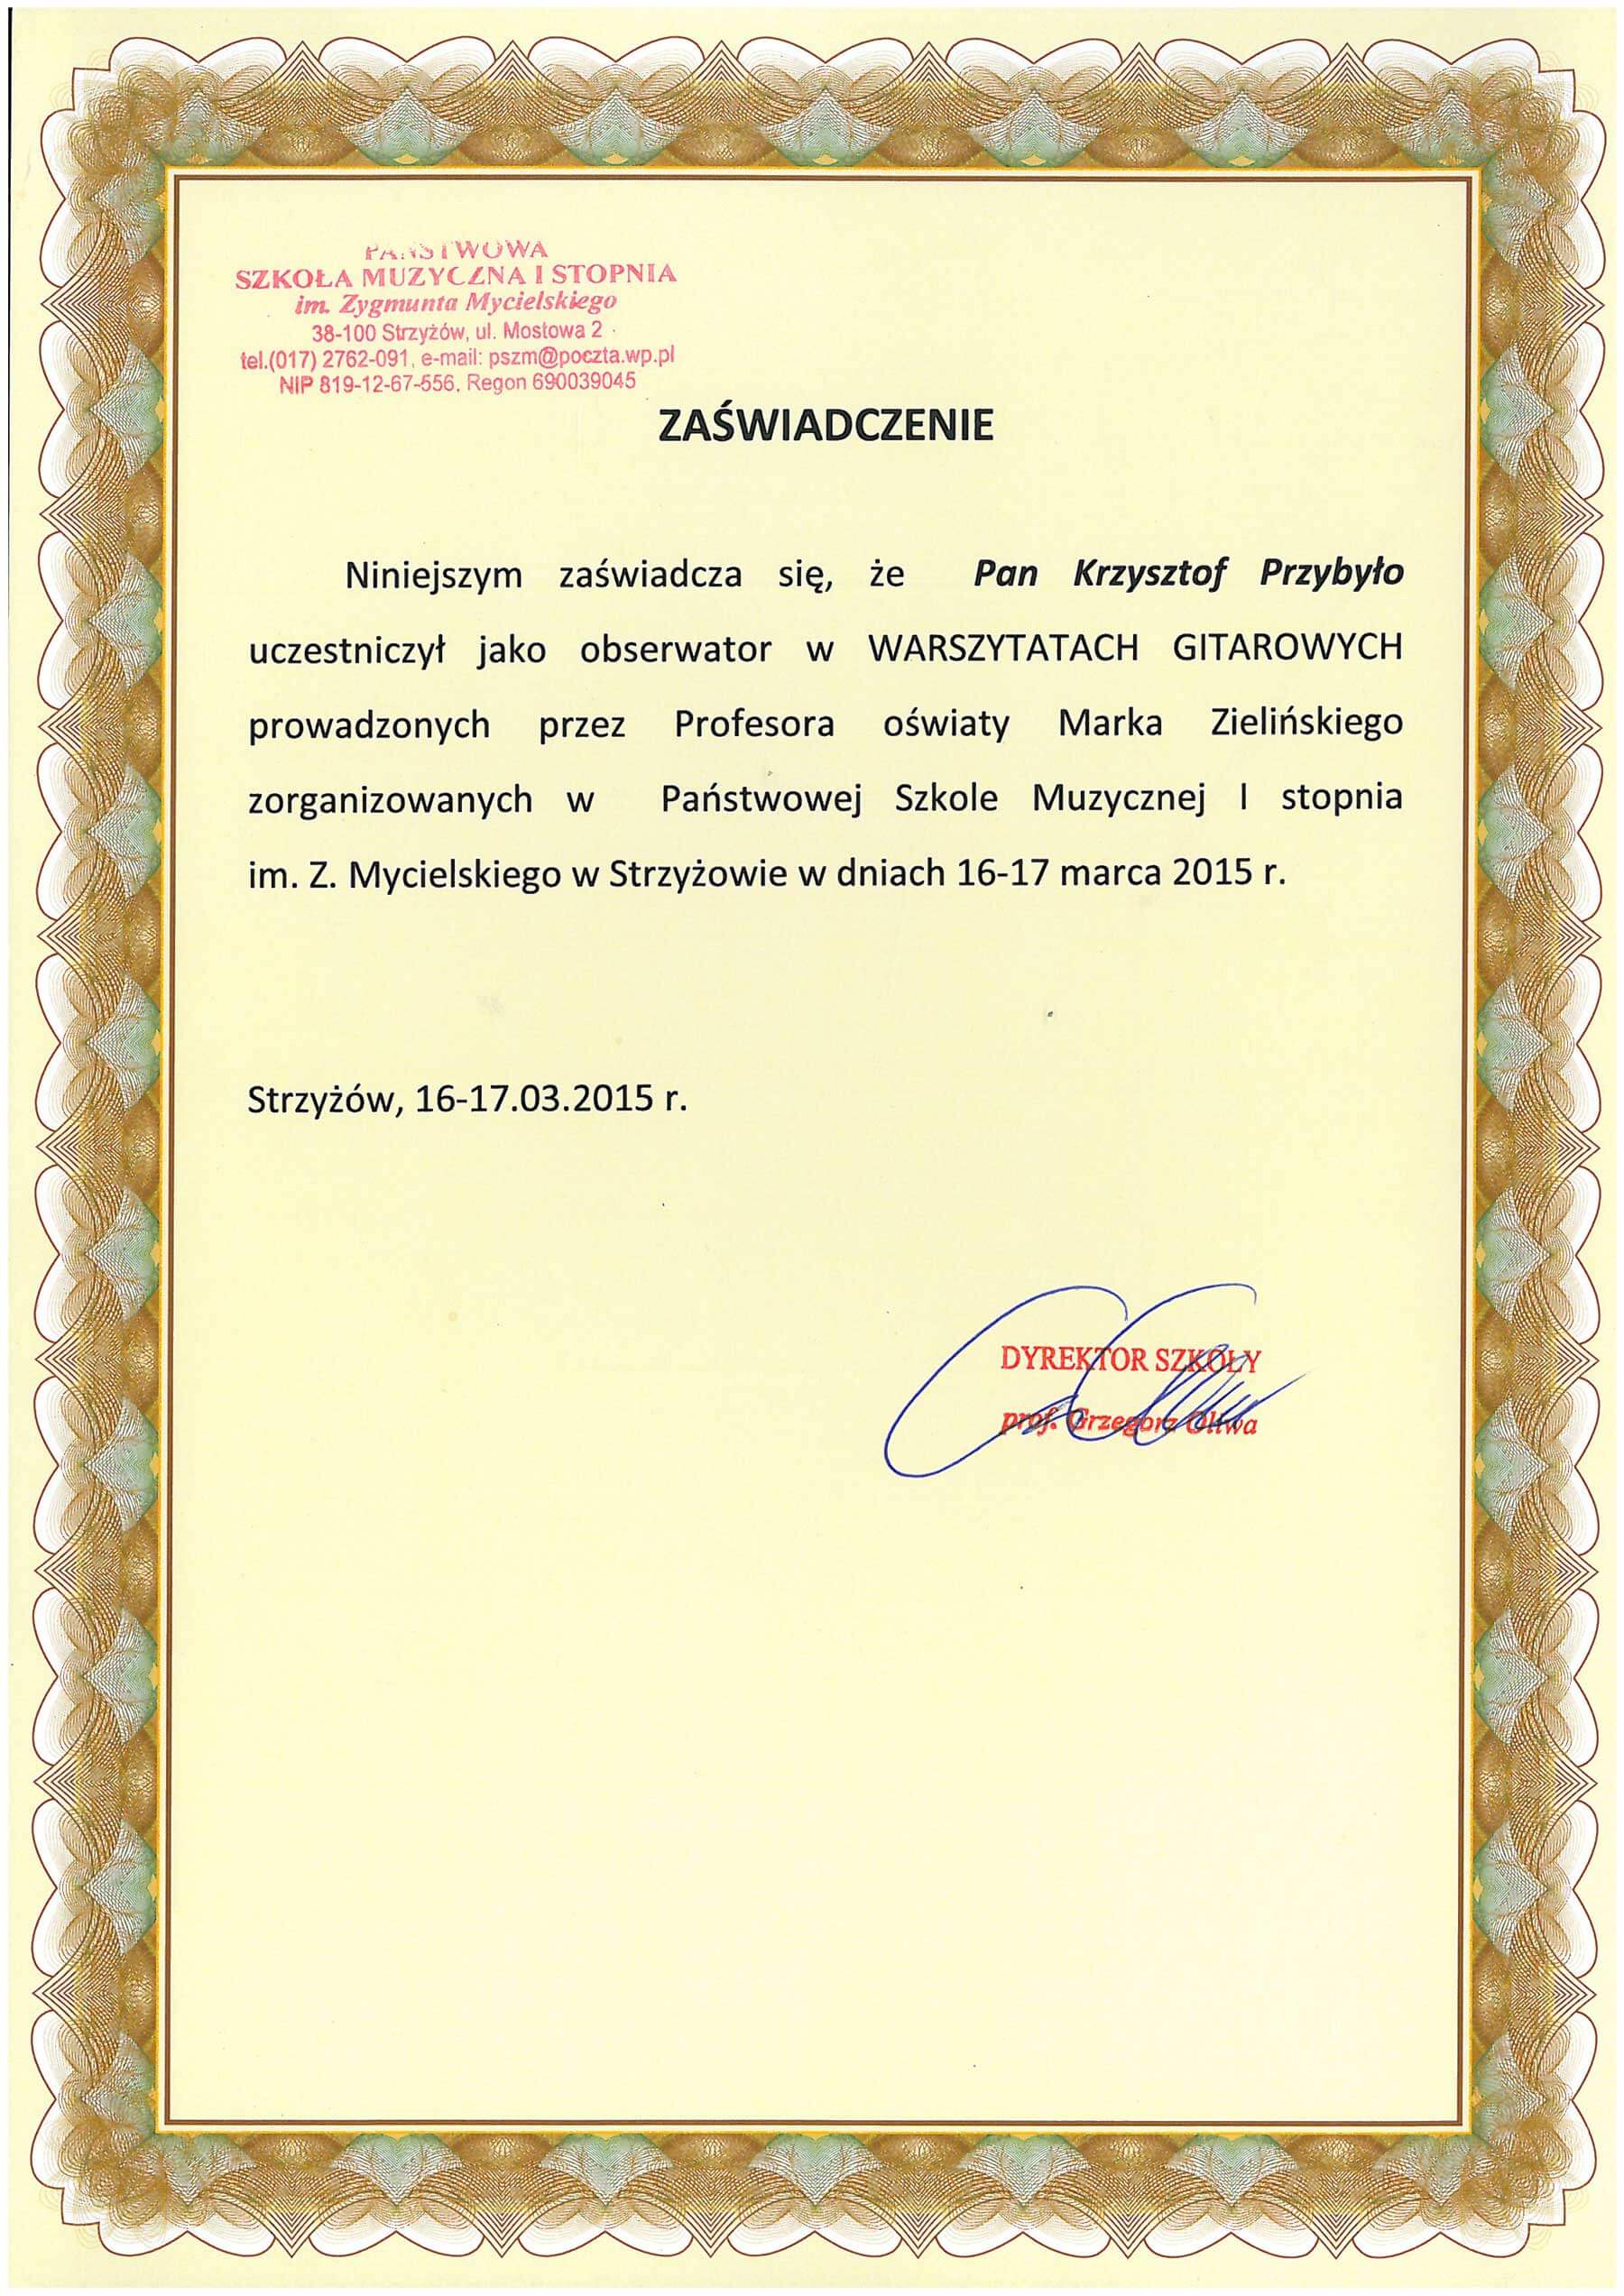 PAŃSTWOWA
SZKOŁA MUZYCZNA I STOPNIA
im. Zygmunta Mycielskiego
38-100 Strzyżów, ul. Mostowa 2
tel.(017) 2762-091, e-mail: pszm@poczta.wp.pl
NIP 819-12-67-556, Regon 690039045
ZAŚWIADCZENIE
Niniejszym zaświadcza się, że Pan Krzysztof Przybyło
uczestniczył jako obserwator w WARSZYTATACH GITAROWYCH
prowadzonych przez Profesora oświaty Marka Zielińskiego
zorganizowanych w Państwowej Szkole Muzycznej I stopnia
im. Z. Mycielskiego w Strzyżowie w dniach 16-17 marca 2015 r.
Strzyżów, 16-17.03.2015 r.
DYREKTOR SZKOŁY
prof. Grzegorz Oliwa